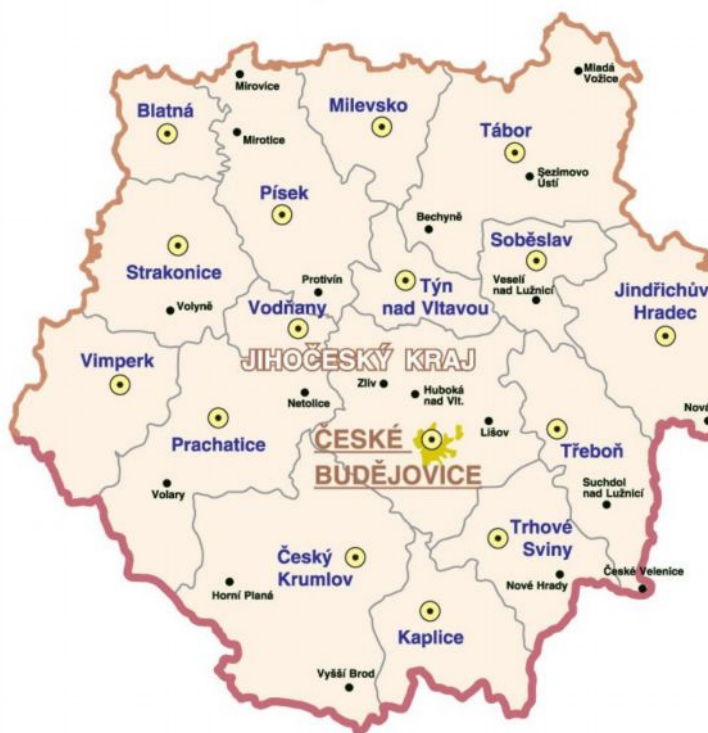 Mladá
Vožice
Mirovice
Blatná
Milevsko
Mirotice
Tábor
Sezimovo
Ústí
Písek
Bechyně
Soběslav
Strakonice
Veselí
nad Lužnicí
Týn
nad Vltavou
Protivín
Jindřichův
Hradec
Volyně
Vodňany
JIHOČESKÝ KRAJ
Vimperk
Zliv
Huboká
nad Vlt.
Netolice
Nová
Prachatice
Lišov
ČESKÉ
BUDĚJOVICE
Třeboň
Volary
Suchdol
nad Lužnicí
Trhové
Sviny
Český
Krumlov
České Velenice
Horní Planá
Nové Hrady
Kaplice
Vyšší Brod